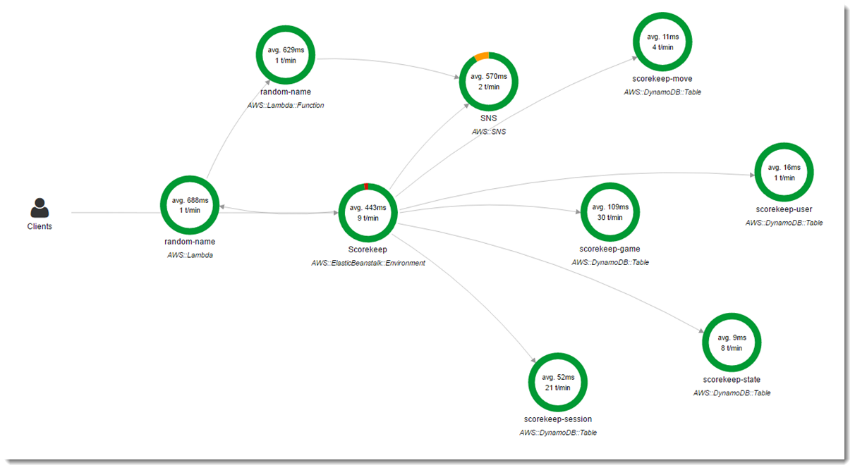 avg. 629ms
1 t/min
random-name
AWS::Lambda::Function
avg. 570ms
2 t/min
SNS
AWS::SNS
avg. 11ms
4 t/min
scorekeep-move
AWS::DynamoDB::Table
avg. 16ms
1 t/min
scorekeep-user
AWS::DynamoDB::Table
Clients
avg. 688ms
1 t/min
random-name
AWS::Lambda
avg. 443ms
9 t/min
Scorekeep
AWS::ElasticBeanstalk::Environment
avg. 109ms
30 t/min
scorekeep-game
AWS::DynamoDB::Table
avg. 9ms
8 t/min
scorekeep-state
AWS::DynamoDB::Table
avg. 52ms
21 t/min
scorekeep-session
AWS::DynamoDB::Table